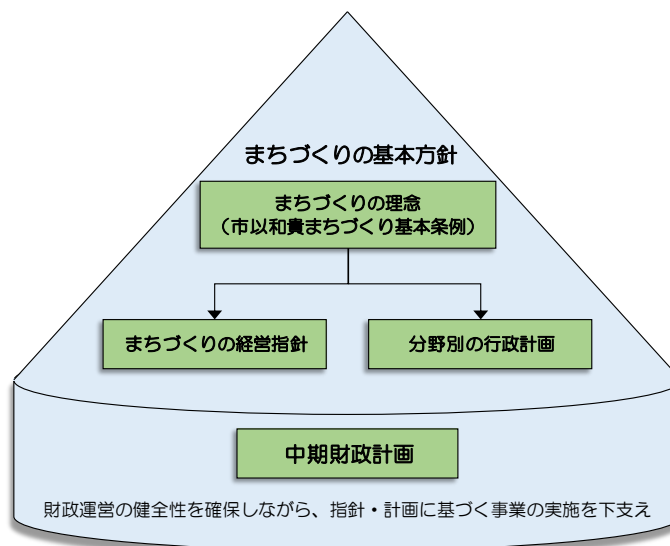 まちづくりの基本方針
まちづくりの理念
（市以和貴まちづくり基本条例）
まちづくりの経営指針
分野別の行政計画
中期財政計画
財政運営の健全性を確保しながら、指針・計画に基づく事業の実施を下支え